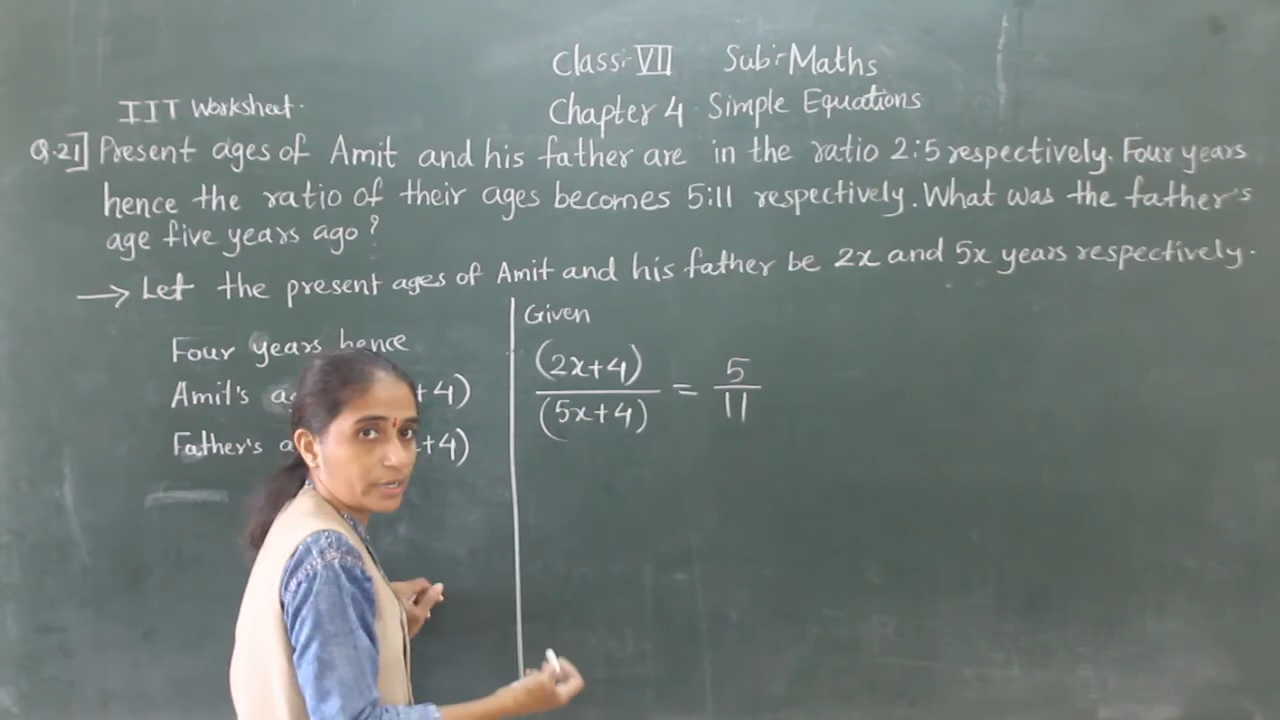 Class:- VII Sub:- Maths
IIT Worksheet.
Chapter 4 Simple Equations
Q.21] Present ages of Amit and his father are in the ratio 2:5 respectively. Four years
hence the ratio of their ages becomes 5:11 respectively. What was the father's
age five years ago?
→ Let the present ages of Amit and his father be 2x and 5x years respectively.
Four years hence
Amit's +4)
Father's +4)
Given
(2x+4) / (5x+4) = 5 / 11